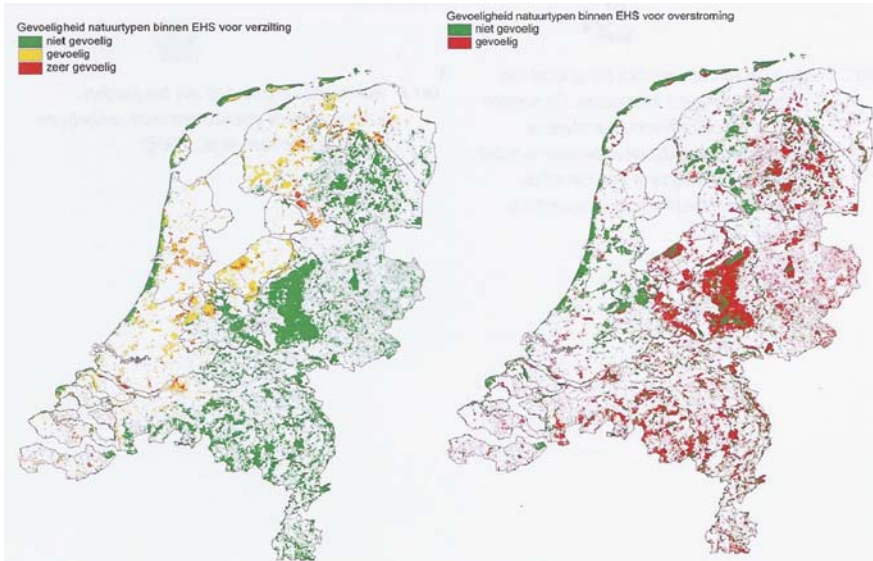 Gevoeligheid natuurtypen binnen EHS voor verzilting
niet gevoelig
gevoelig
zeer gevoelig
Gevoeligheid natuurtypen binnen EHS voor overstroming
niet gevoelig
gevoelig